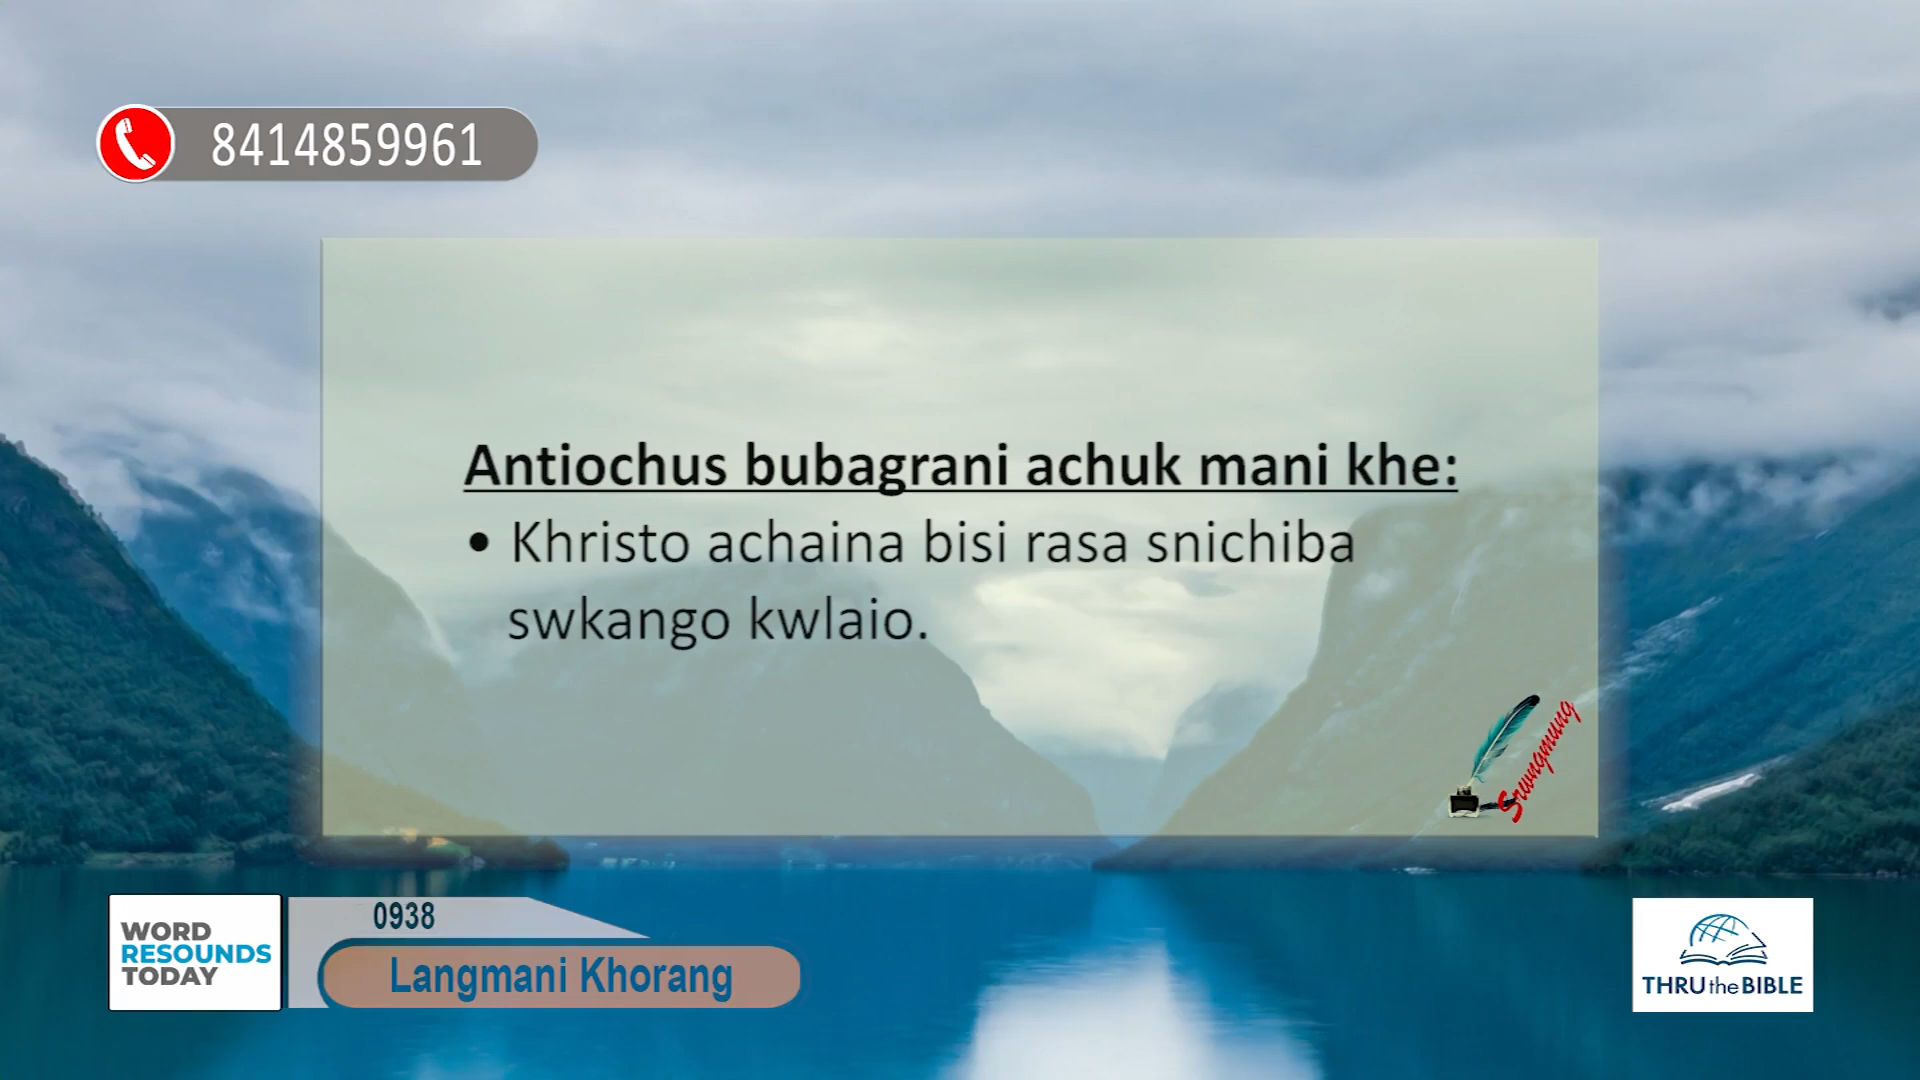 8414859961
Antiochus bubagrani achuk mani khe:
• Khristo achaina bisi rasa snichiba
swkango kwlaio.
Srwngmung
0938
Langmani Khorang
WORD
RESOUNDS
TODAY
THRU the BIBLE